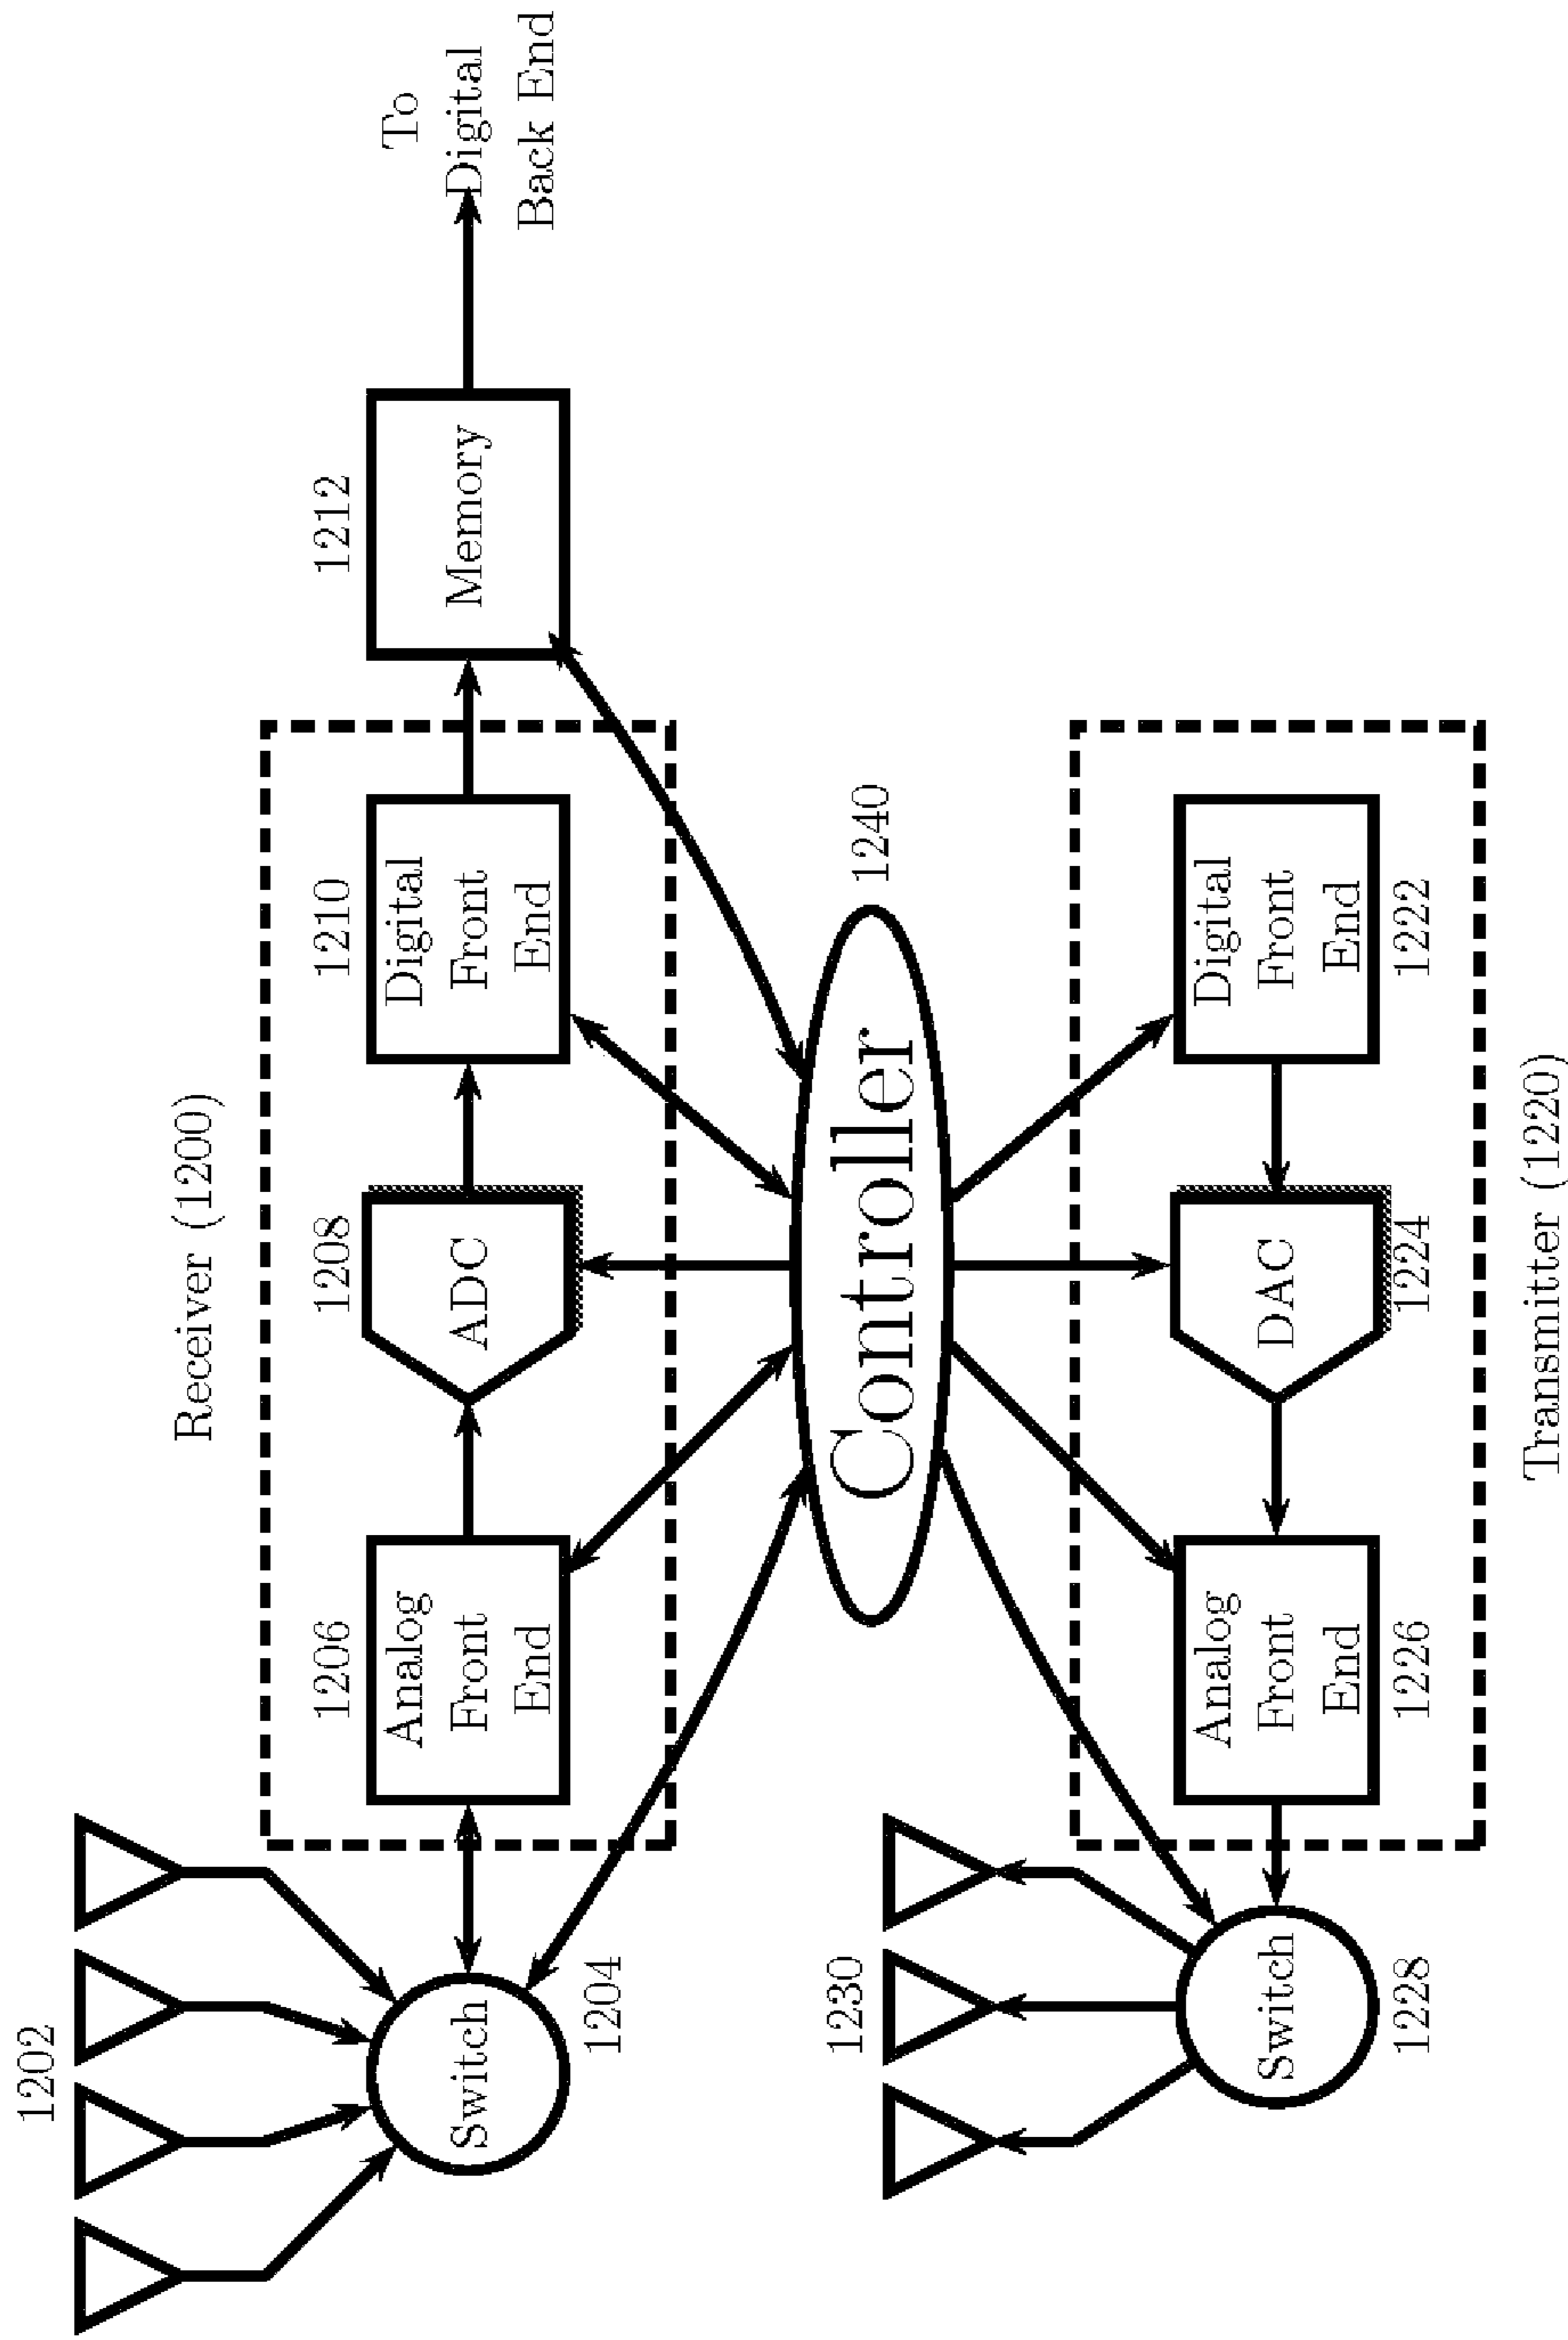 Receiver (1200)
1202
1206
1208
1210
1212
Switch
1204
Analog
Front
End
ADC
Digital
Front
End
Memory
To
Digital
Back End
Controller
1240
1230
Switch
1228
Analog
Front
End
1226
DAC
1224
Digital
Front
End
1222
Transmitter (1220)